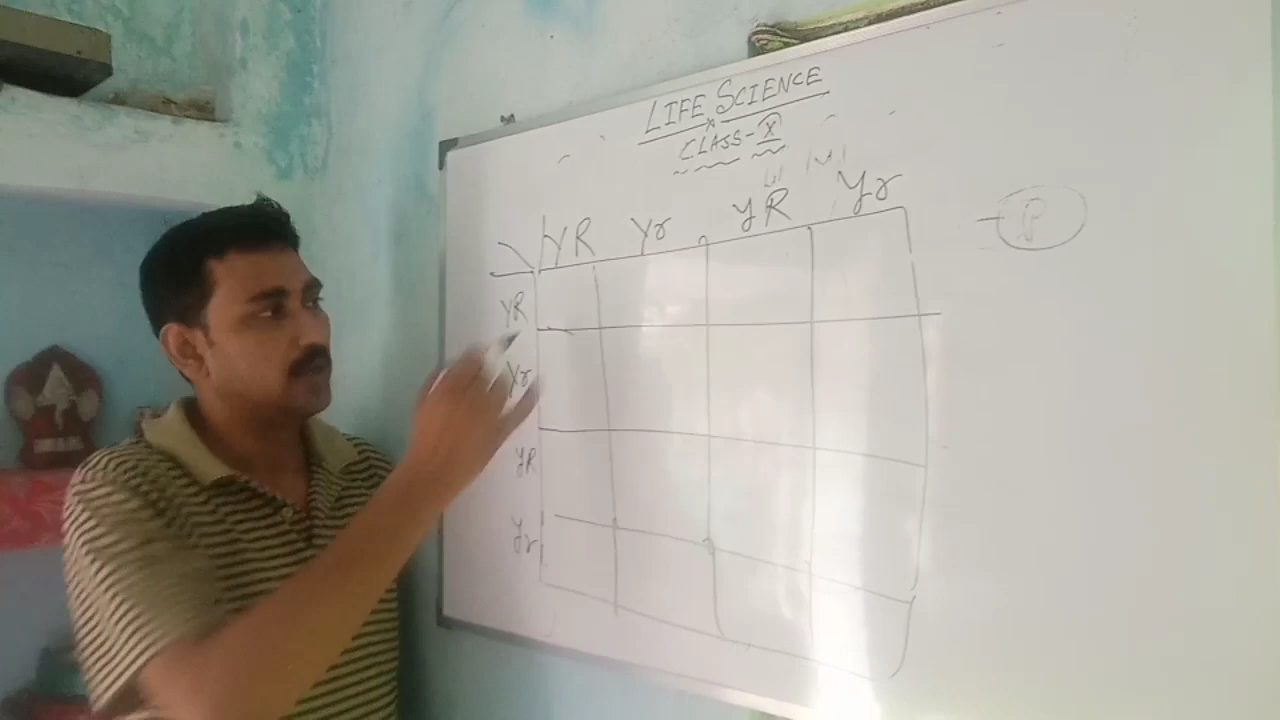 LIFE SCIENCE
CLASS-X
YR Yr yR yr
YR
Yr
yR
yr
P